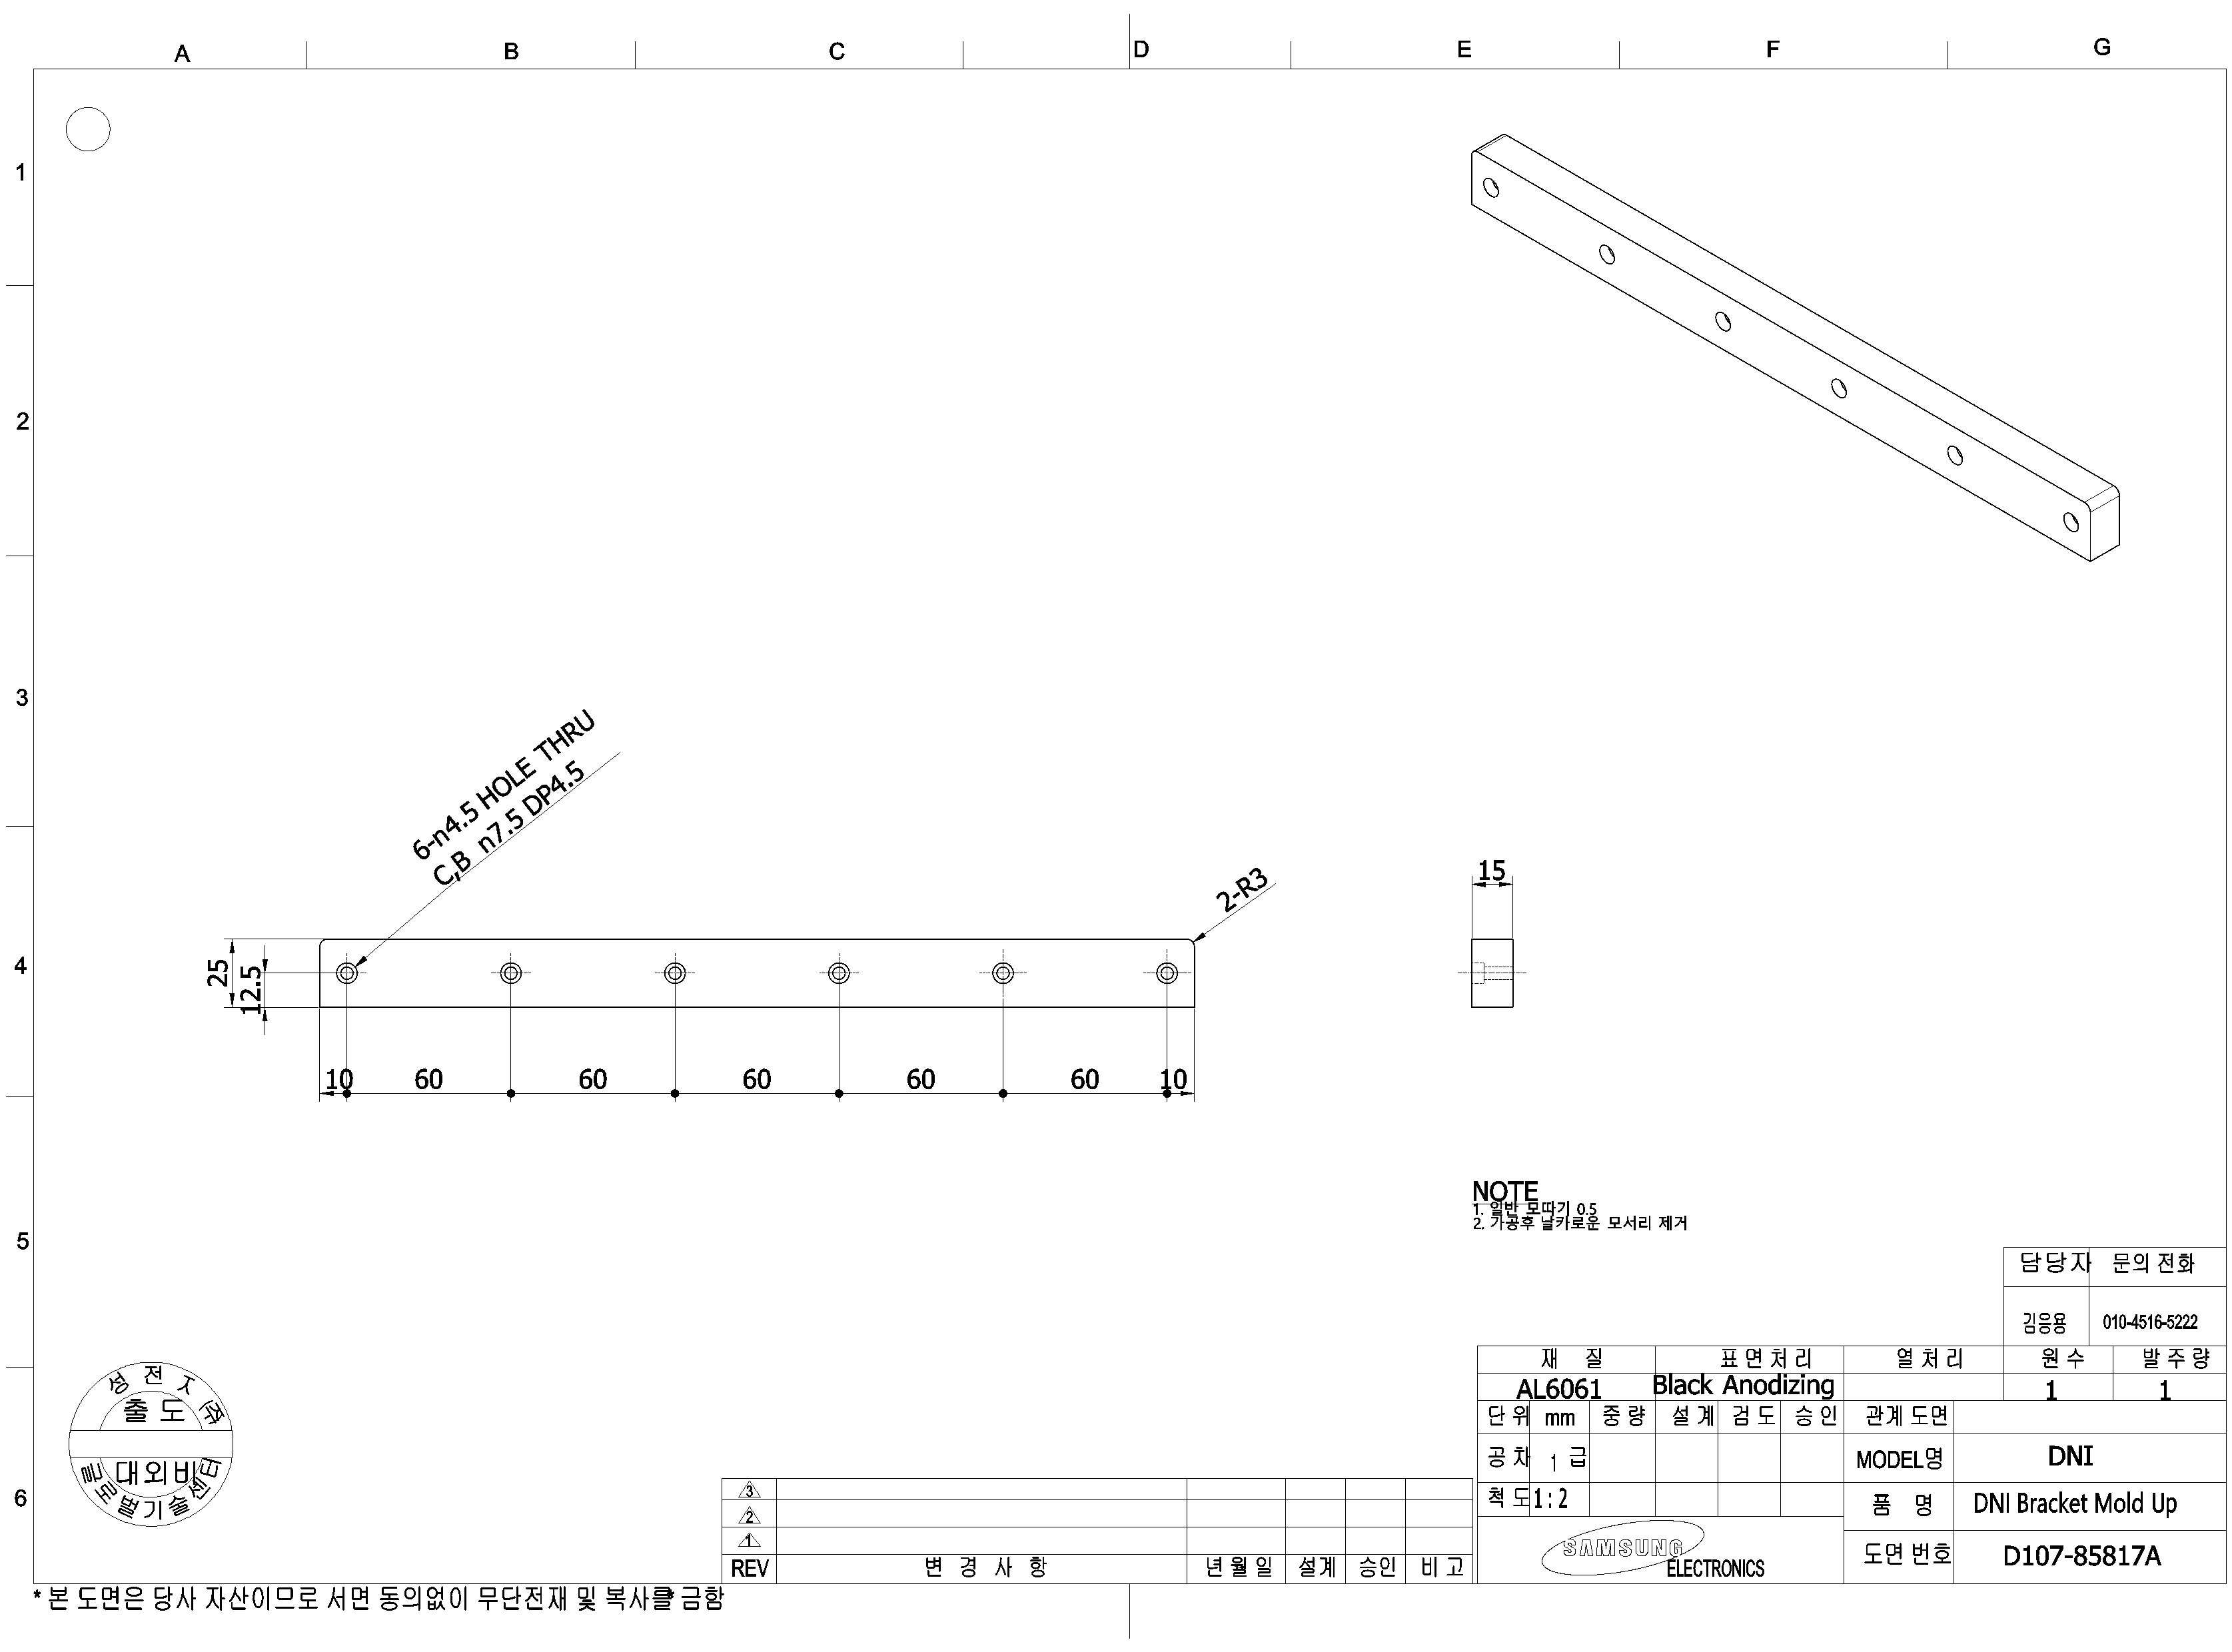 A B C D E F G
1
2
3
4
5
6
6-n4.5 HOLE THRU
C,B n7.5 DP4.5
2-R3
15
25
12.5
10 60 60 60 60 60 10
NOTE
1. 일반 모따기 0.5
2. 가공후 날카로운 모서리 제거
담당자 문의 전화
김응용 010-4516-5222
재 질 표면처리 열처리 원수 발주량
AL6061 Black Anodizing 1 1
단위 mm 중량 설계 검도 승인 관계도면
공차 1 급 MODEL명 DNI
척도 1:2 품 명 DNI Bracket Mold Up
SAMSUNG ELECTRONICS 도면 번호 D107-85817A
3
2
1
REV 변 경 사 항 년월일 설계 승인 비고
성 전 자 ㈜
출 도
대외비
글로벌기술센터
* 본 도면은 당사 자산이므로 서면 동의없이 무단전재 및 복사를 금함